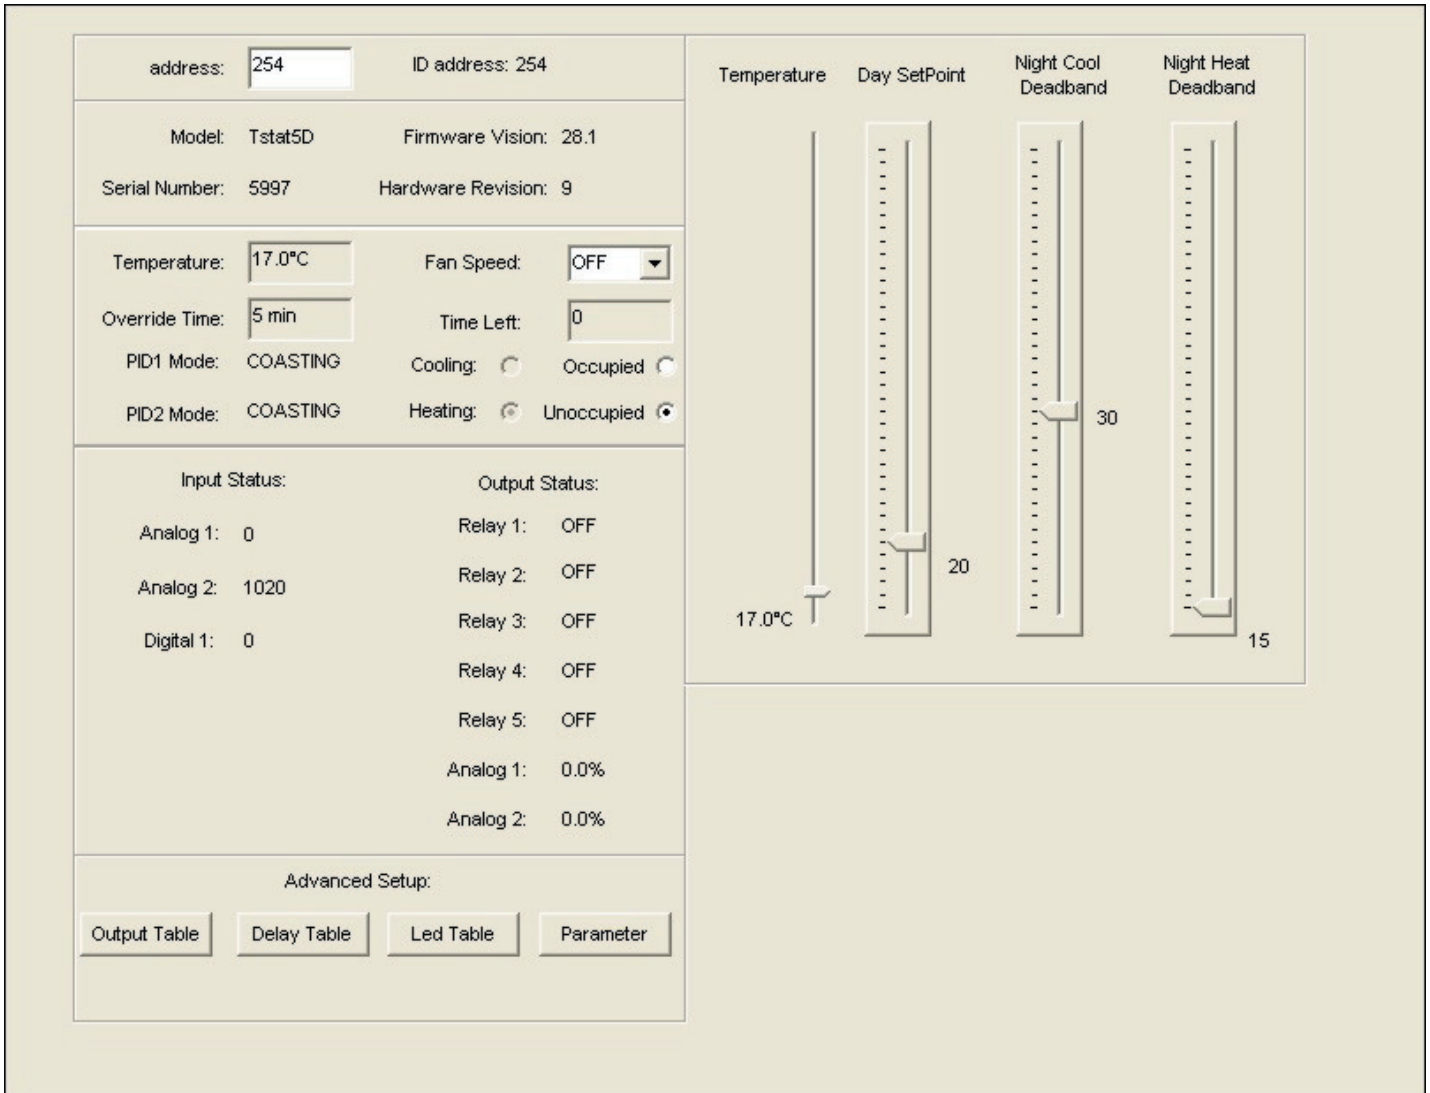 address: 254 ID address: 254
Model: Tstat5D Firmware Vision: 28.1
Serial Number: 5997 Hardware Revision: 9
Temperature: 17.0°C Fan Speed: OFF
Override Time: 5 min Time Left: 0
PID1 Mode: COASTING Cooling: Occupied
PID2 Mode: COASTING Heating: Unoccupied
Input Status:
Analog 1: 0
Analog 2: 1020
Digital 1: 0
Output Status:
Relay 1: OFF
Relay 2: OFF
Relay 3: OFF
Relay 4: OFF
Relay 5: OFF
Analog 1: 0.0%
Analog 2: 0.0%
Advanced Setup:
Output Table Delay Table Led Table Parameter
Temperature
17.0°C
Day SetPoint
20
Night Cool
Deadband
30
Night Heat
Deadband
15